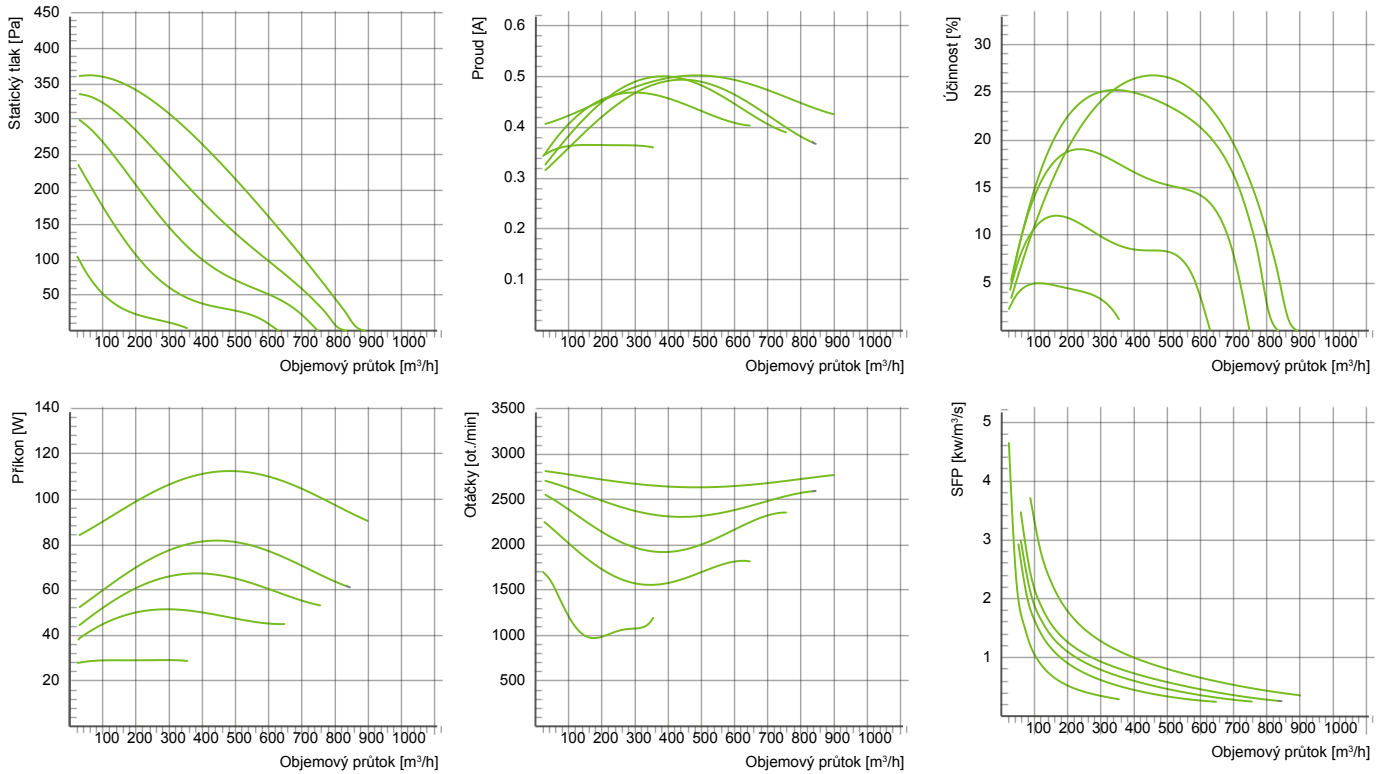 Statický tlak [Pa]
450
400
350
300
250
200
150
100
50
100 200 300 400 500 600 700 800 900 1000
Objemový průtok [m³/h]
Proud [A]
0.6
0.5
0.4
0.3
0.2
0.1
100 200 300 400 500 600 700 800 900 1000
Objemový průtok [m³/h]
Účinnost [%]
30
25
20
15
10
5
100 200 300 400 500 600 700 800 900 1000
Objemový průtok [m³/h]
Příkon [W]
140
120
100
80
60
40
20
100 200 300 400 500 600 700 800 900 1000
Objemový průtok [m³/h]
Otáčky [ot./min]
3500
3000
2500
2000
1500
1000
500
100 200 300 400 500 600 700 800 900 1000
Objemový průtok [m³/h]
SFP [kw/m³/s]
5
4
3
2
1
100 200 300 400 500 600 700 800 900 1000
Objemový průtok [m³/h]